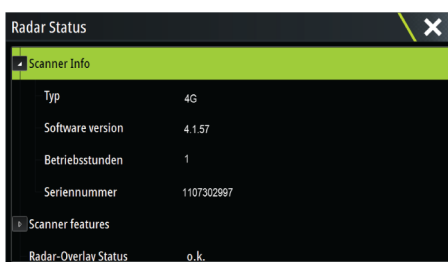 Radar Status
Scanner Info
Typ 4G
Software version 4.1.57
Betriebsstunden 1
Seriennummer 1107302997
Scanner features
Radar-Overlay Status o.k.